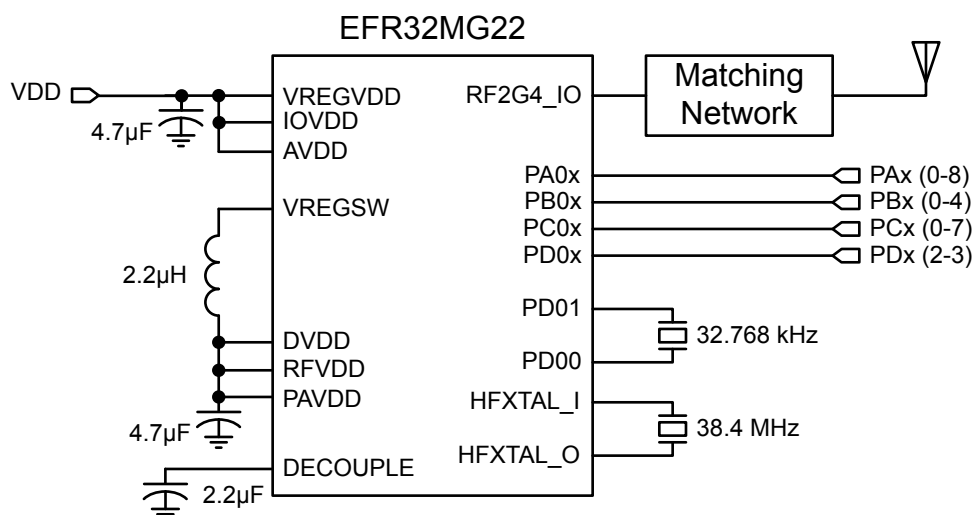 EFR32MG22
VDD
4.7µF
VREGVDD
IOVDD
AVDD
VREGSW
2.2µH
DVDD
RFVDD
PAVDD
4.7µF
DECOUPLE
2.2µF
RF2G4_IO
Matching
Network
PA0x
PAx (0-8)
PB0x
PBx (0-4)
PC0x
PCx (0-7)
PD0x
PDx (2-3)
PD01
32.768 kHz
PD00
HFXTAL_I
38.4 MHz
HFXTAL_O